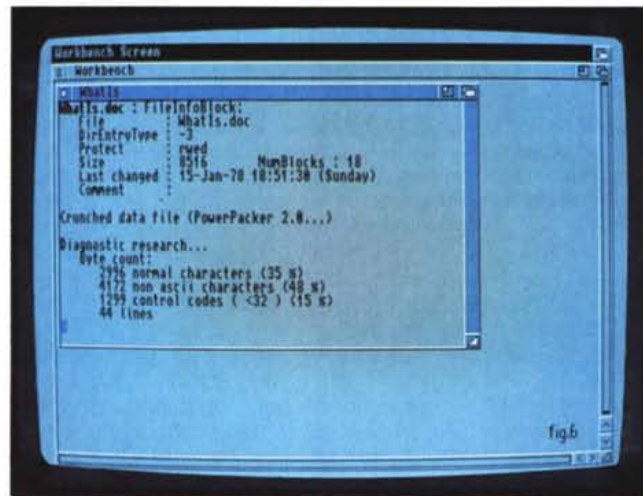 Workbench Screen
Workbench
WhatIs
WhatIs.doc : FileInfoBlock:
File : WhatIs.doc
DirEntryType : -3
Protect : rwed
Size : 8516 NumBlocks : 18
Last changed : 15-Jan-78 18:51:30 (Sunday)
Comment :
Crunched data file (PowerPacker 2.0...)
Diagnostic research...
Byte count:
2996 normal characters (35 %)
4172 non ascii characters (48 %)
1299 control codes ( <32 ) (15 %)
44 lines
fig.6